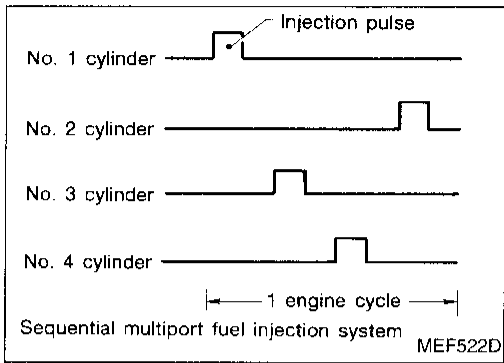 Injection pulse
No. 1 cylinder
No. 2 cylinder
No. 3 cylinder
No. 4 cylinder
1 engine cycle
Sequential multiport fuel injection system
MEF522D